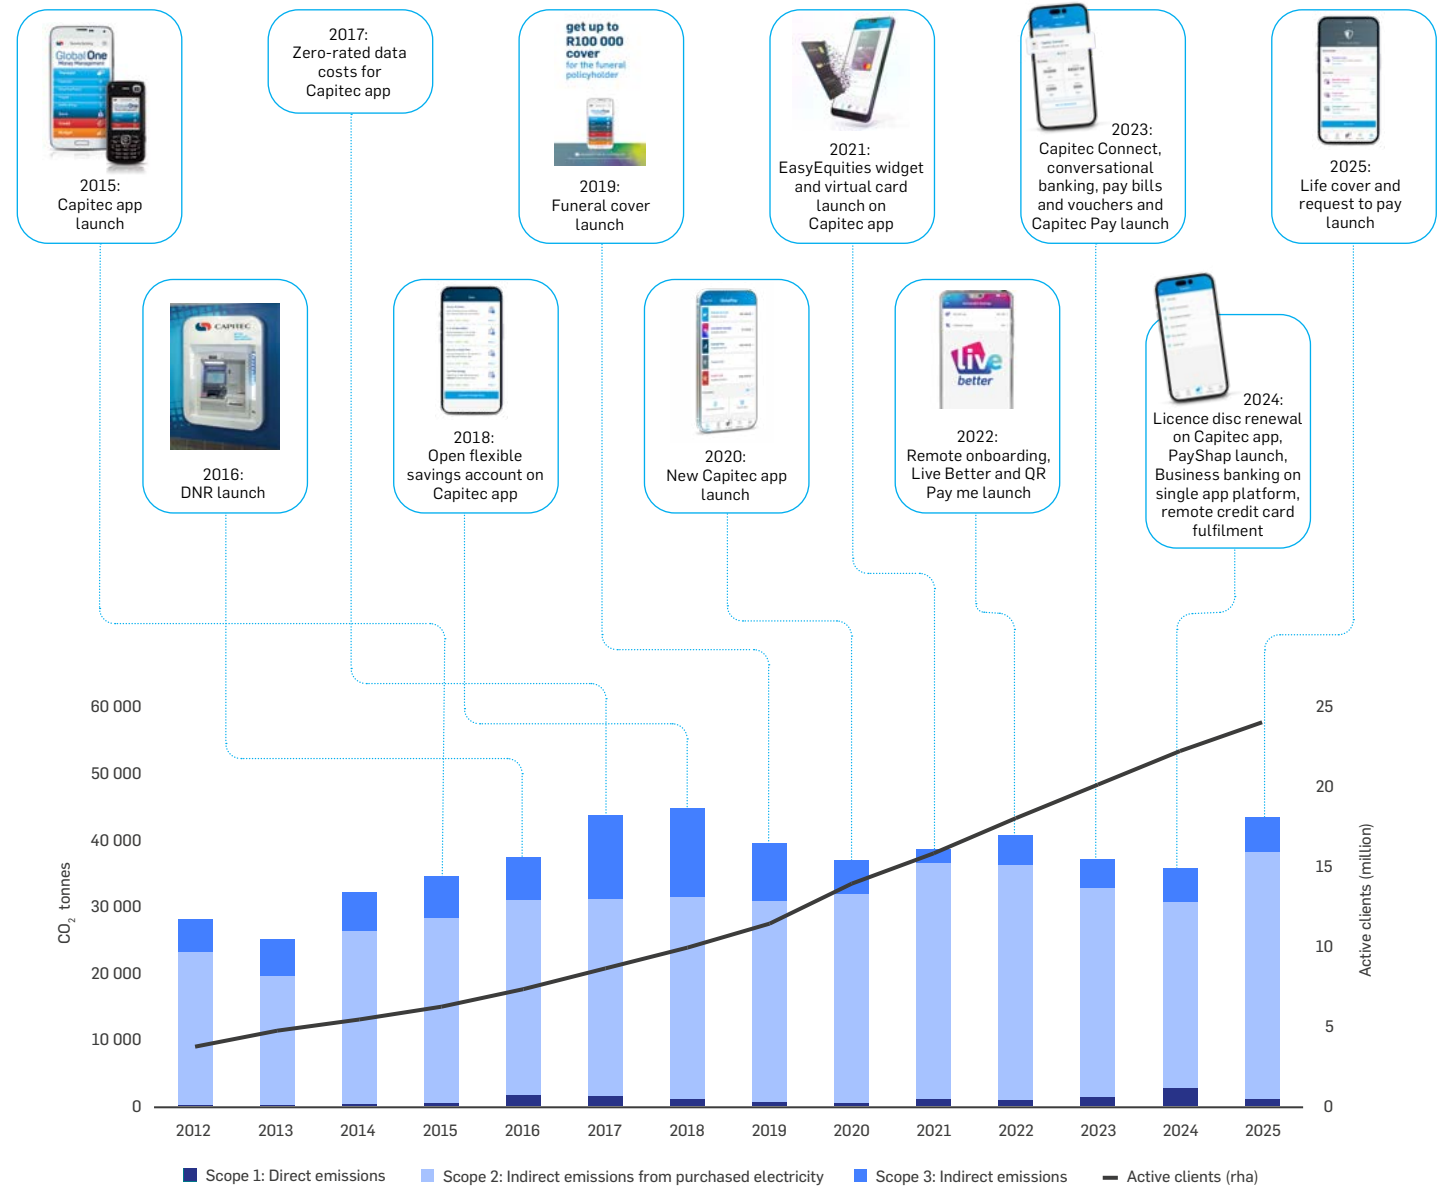 GlobalOne
Money Management
2015:
Capitec app
launch
2017:
Zero-rated data
costs for
Capitec app
get up to
R100 000
cover
for the funeral
policyholder
2019:
Funeral cover
launch
2021:
EasyEquities widget
and virtual card
launch on
Capitec app
2023:
Capitec Connect,
conversational
banking, pay bills
and vouchers and
Capitec Pay launch
2025:
Life cover and
request to pay
launch
CAPITEC
2016:
DNR launch
2018:
Open flexible
savings account on
Capitec app
2020:
New Capitec app
launch
live
better
2022:
Remote onboarding,
Live Better and QR
Pay me launch
2024:
Licence disc renewal
on Capitec app,
PayShap launch,
Business banking on
single app platform,
remote credit card
fulfilment
60 000
50 000
40 000
30 000
20 000
10 000
0
CO2 tonnes
25
20
15
10
5
0
Active clients (million)
2012 2013 2014 2015 2016 2017 2018 2019 2020 2021 2022 2023 2024 2025
Scope 1: Direct emissions Scope 2: Indirect emissions from purchased electricity Scope 3: Indirect emissions Active clients (rha)